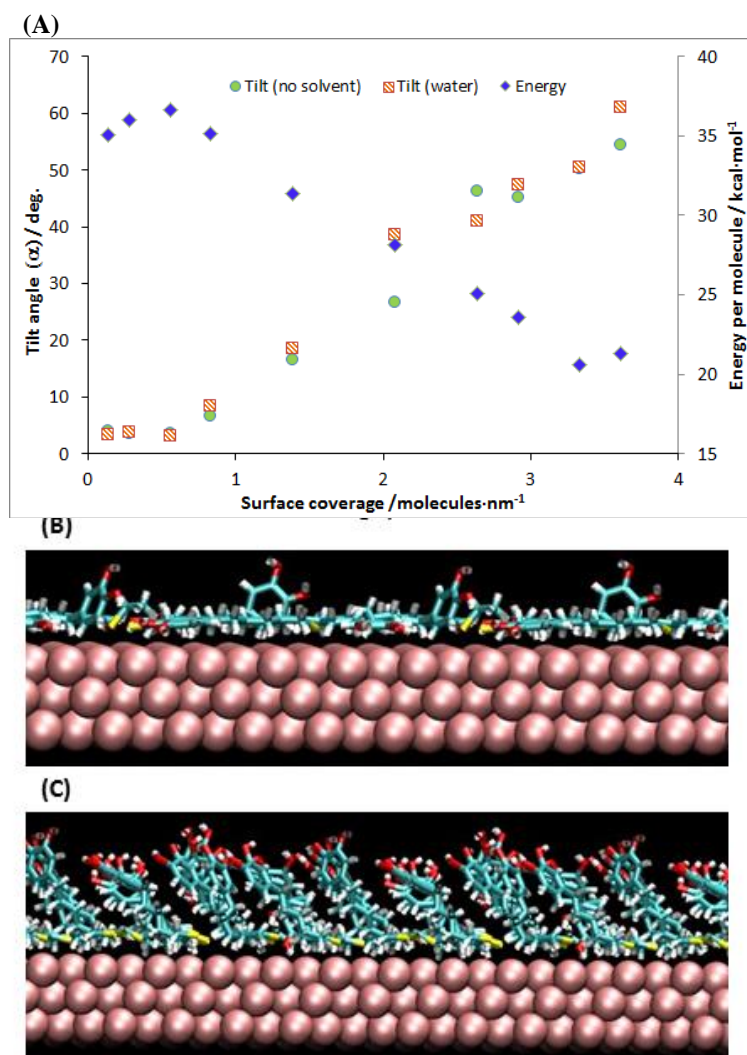 (A)
70
60
50
40
30
20
10
0
Tilt angle (α) / deg.
Tilt (no solvent) Tilt (water) Energy
40
35
30
25
20
15
Energy per molecule / kcal·mol⁻¹
0 1 2 3 4
Surface coverage /molecules·nm⁻¹
(B)
(C)